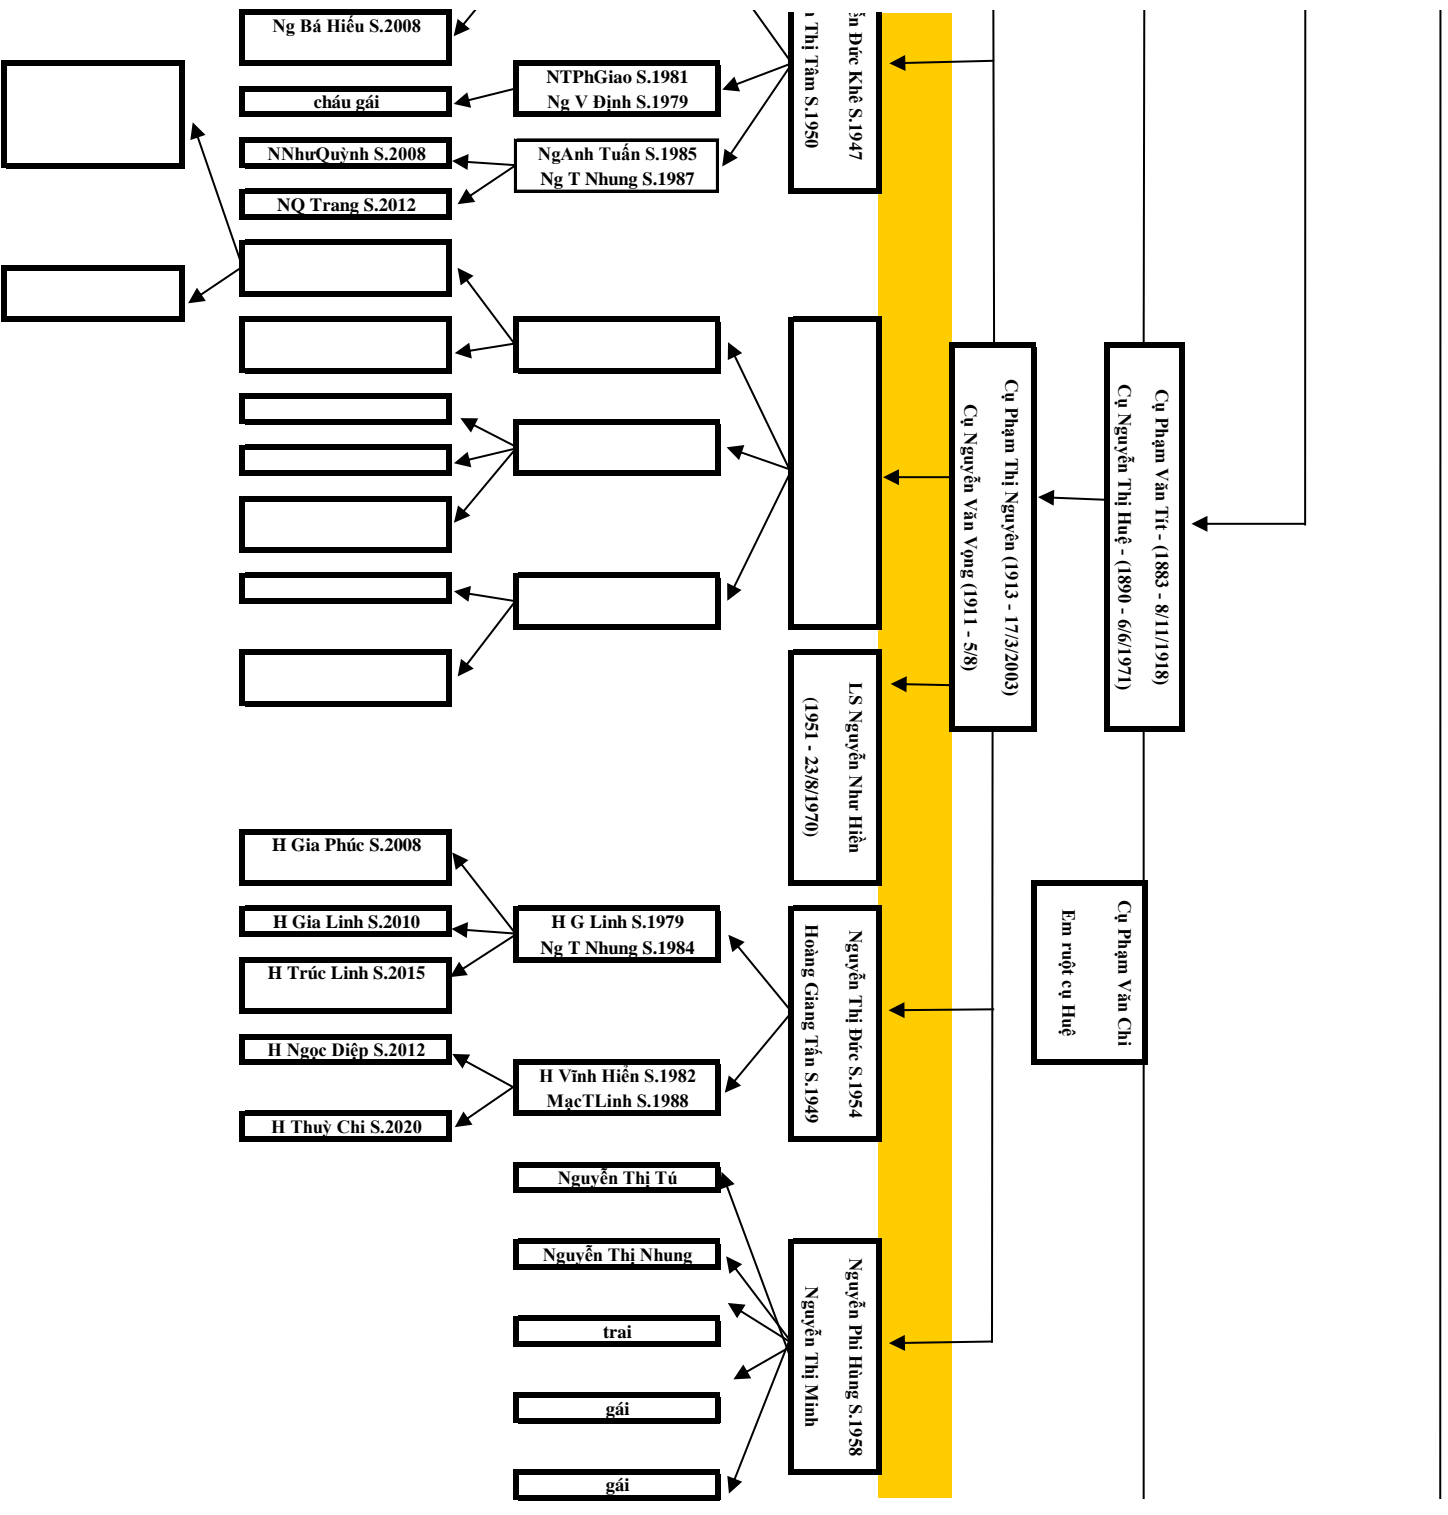 Ng Bá Hiếu S.2008
cháu gái
NNhưQuỳnh S.2008
NQ Trang S.2012
NTPhGiao S.1981
Ng V Định S.1979
NgAnh Tuấn S.1985
Ng T Nhung S.1987
Đức Khê S.1947
Thị Tâm S.1950
Cụ Phạm Thị Nguyên (1913 - 17/3/2003)
Cụ Nguyễn Văn Vọng (1911 - 5/8)
Cụ Phạm Văn Tít - (1883 - 8/11/1918)
Cụ Nguyễn Thị Huệ - (1890 - 6/6/1971)
LS Nguyễn Như Hiền
(1951 - 23/8/1970)
H Gia Phúc S.2008
H Gia Linh S.2010
H Trúc Linh S.2015
H Ngọc Diệp S.2012
H Thuỳ Chi S.2020
H G Linh S.1979
Ng T Nhung S.1984
H Vĩnh Hiển S.1982
MạcTLinh S.1988
Nguyễn Thị Đức S.1954
Hoàng Giang Tấn S.1949
Cụ Phạm Văn Chi
Em ruột cụ Huệ
Nguyễn Thị Tú
Nguyễn Thị Nhung
trai
gái
gái
Nguyễn Phi Hùng S.1958
Nguyễn Thị Minh